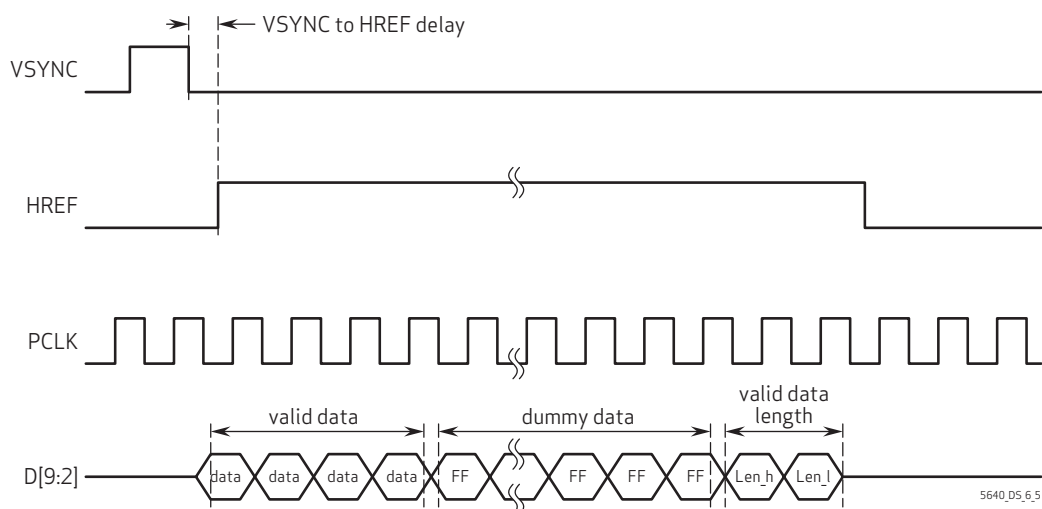 VSYNC to HREF delay
VSYNC
HREF
PCLK
valid data
dummy data
valid data
length
D[9:2]
data data data data FF FF FF FF Len_h Len_l
5640_DS_6_5